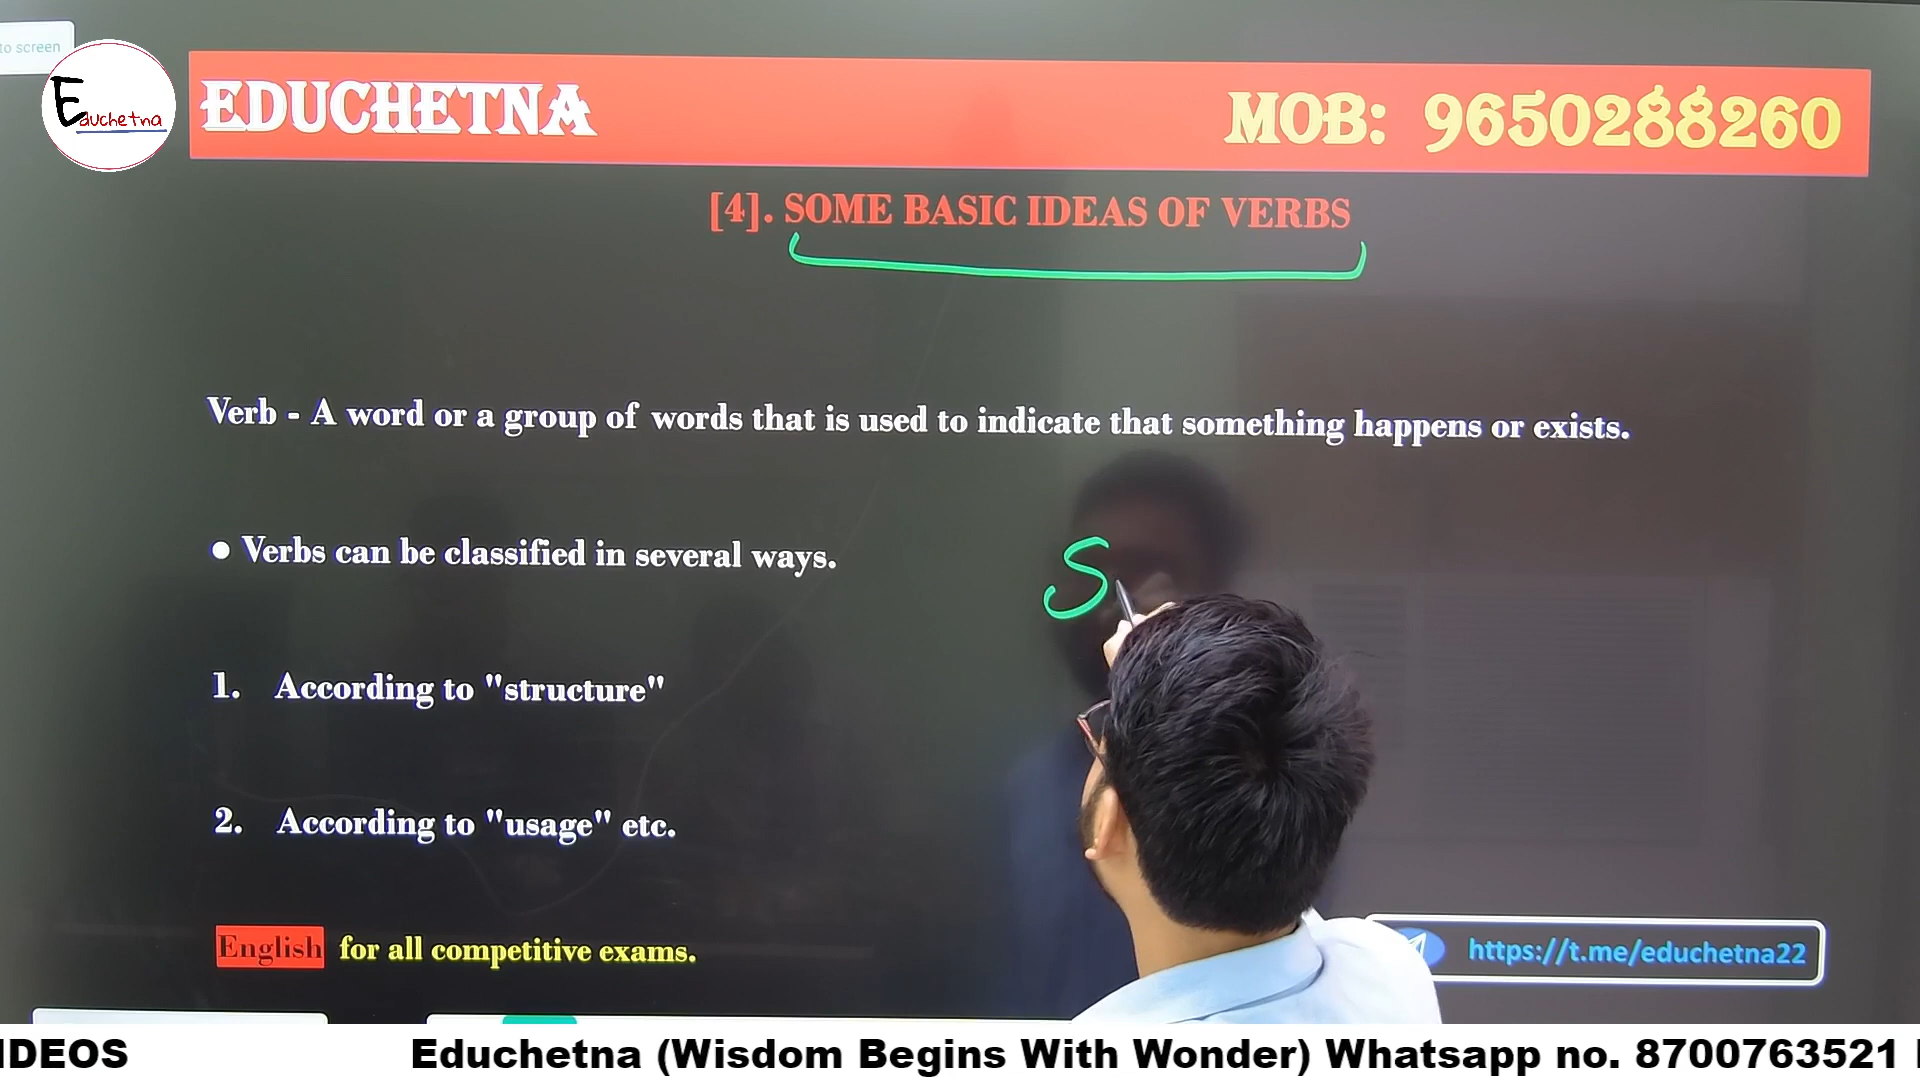 to screen
Educhetna
EDUCHETNA
MOB: 9650288260
[4]. SOME BASIC IDEAS OF VERBS
Verb - A word or a group of words that is used to indicate that something happens or exists.
● Verbs can be classified in several ways.
S
1. According to "structure"
2. According to "usage" etc.
English for all competitive exams.
https://t.me/educhetna22
IDEOS Educhetna (Wisdom Begins With Wonder) Whatsapp no. 8700763521